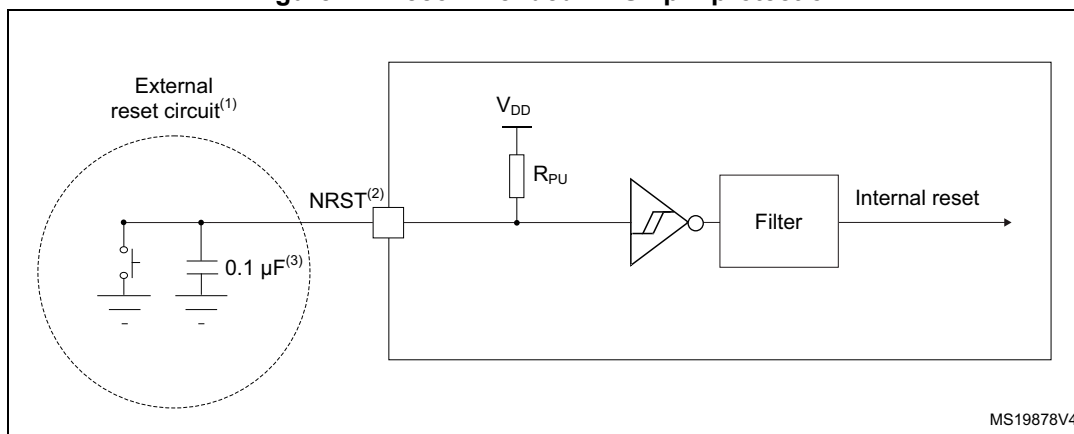 External
reset circuit(1)
VDD
RPU
NRST(2)
Filter
Internal reset
0.1 µF(3)
MS19878V4